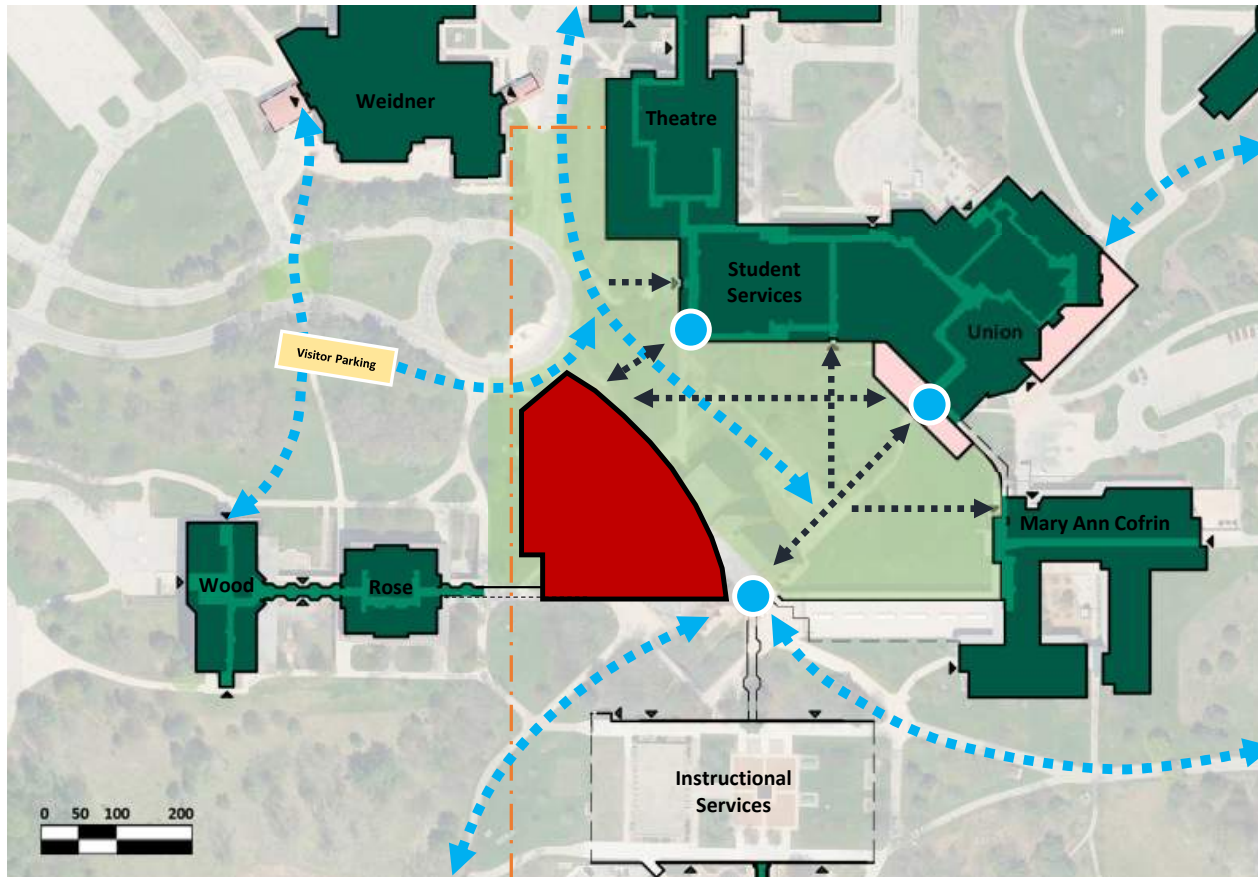 Weidner
Theatre
Student
Services
Union
Visitor Parking
Mary Ann Cofrin
Wood
Rose
Instructional
Services
0 50 100 200